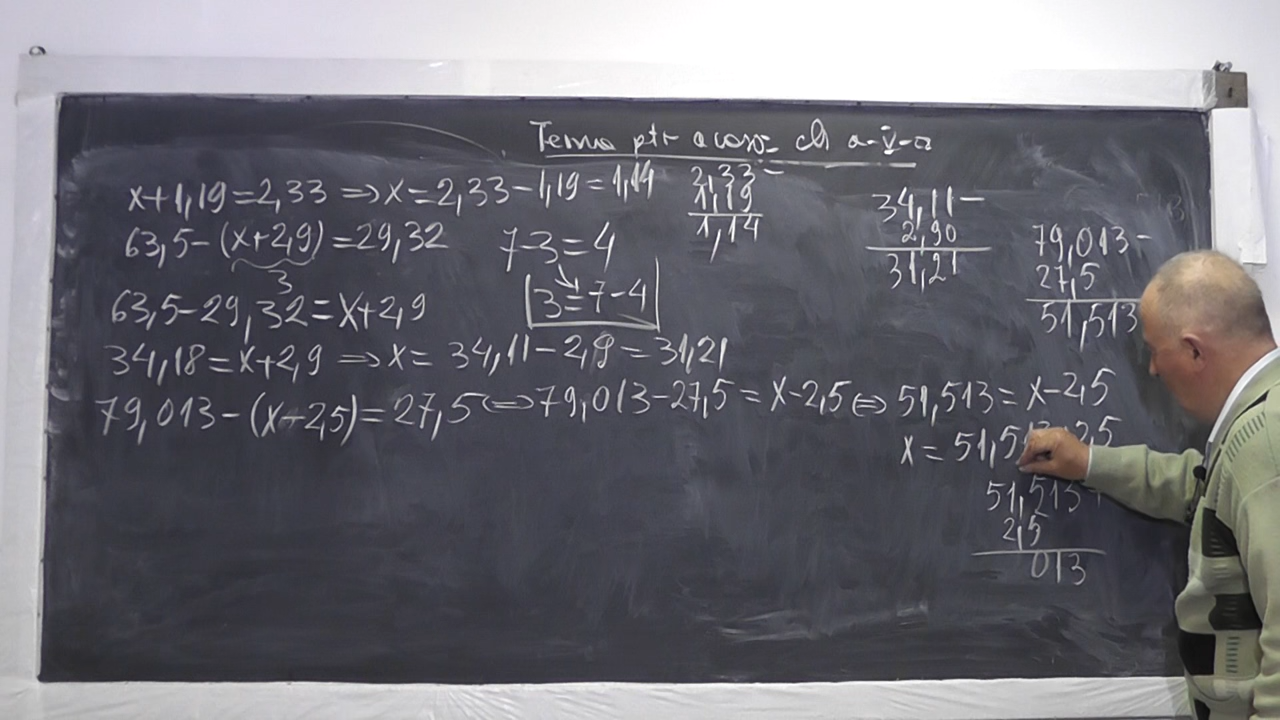 Tema ptr acasă cls a-V-a
x+1,19=2,33 ⇒ x=2,33-1,19=1,14
63,5-(x+2,9)=29,32
3
63,5-29,32=x+2,9
34,18=x+2,9 ⇒ x= 34,11-2,9=31,21
79,013-(x-2,5)=27,5 ⇔ 79,013-27,5=x-2,5 ⇔ 51,513=x-2,5
7-3=4
3=7-4
2,33-
1,19
1,14
34,11-
2,90
31,21
79,013-
27,5
51,513
x=51,5 2,5
51,513+
2,5
013